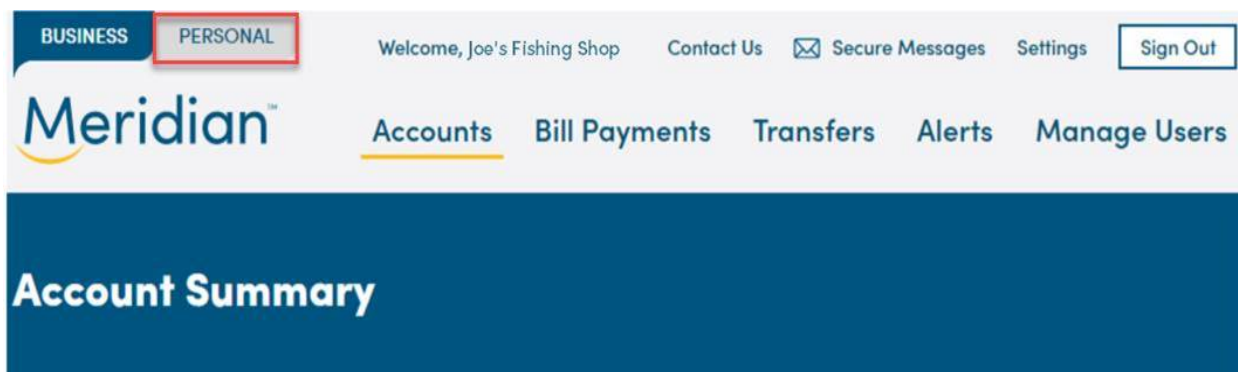 BUSINESS PERSONAL
Welcome, Joe's Fishing Shop Contact Us Secure Messages Settings Sign Out
Meridian™
Accounts Bill Payments Transfers Alerts Manage Users
Account Summary